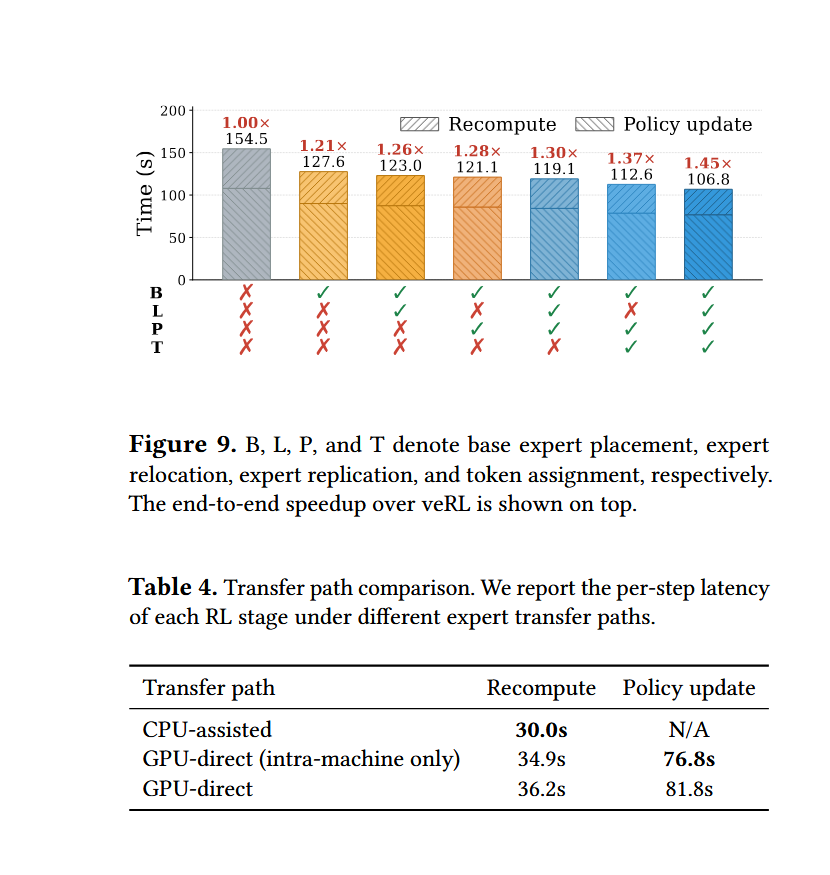 200
150
100
50
0
Time (s)
Recompute
Policy update
1.00×
154.5
1.21×
127.6
1.26×
123.0
1.28×
121.1
1.30×
119.1
1.37×
112.6
1.45×
106.8
B ✗ ✓ ✓ ✓ ✓ ✓ ✓
L ✗ ✗ ✓ ✗ ✓ ✗ ✓
P ✗ ✗ ✗ ✓ ✓ ✓ ✓
T ✗ ✗ ✗ ✗ ✗ ✓ ✓
Figure 9. B, L, P, and T denote base expert placement, expert
relocation, expert replication, and token assignment, respectively.
The end-to-end speedup over veRL is shown on top.
Table 4. Transfer path comparison. We report the per-step latency
of each RL stage under different expert transfer paths.
Transfer path Recompute Policy update
CPU-assisted 30.0s N/A
GPU-direct (intra-machine only) 34.9s 76.8s
GPU-direct 36.2s 81.8s